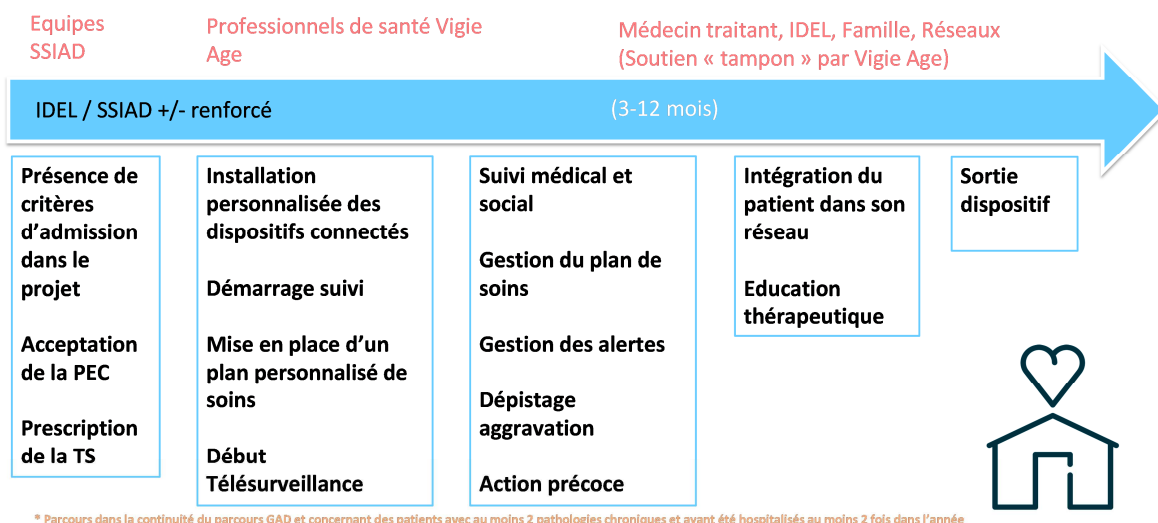 Equipes
SSIAD
Professionnels de santé Vigie
Age
Médecin traitant, IDEL, Famille, Réseaux
(Soutien « tampon » par Vigie Age)
IDEL / SSIAD +/- renforcé
(3-12 mois)
Présence de
critères
d’admission
dans le
projet
Acceptation
de la PEC
Prescription
de la TS
Installation
personnalisée des
dispositifs connectés
Démarrage suivi
Mise en place d’un
plan personnalisé de
soins
Début
Télésurveillance
Suivi médical et
social
Gestion du plan de
soins
Gestion des alertes
Dépistage
aggravation
Action précoce
Intégration du
patient dans son
réseau
Education
thérapeutique
Sortie
dispositif
* Parcours dans la continuité du parcours GAD et concernant des patients avec au moins 2 pathologies chroniques et ayant été hospitalisés au moins 2 fois dans l’année